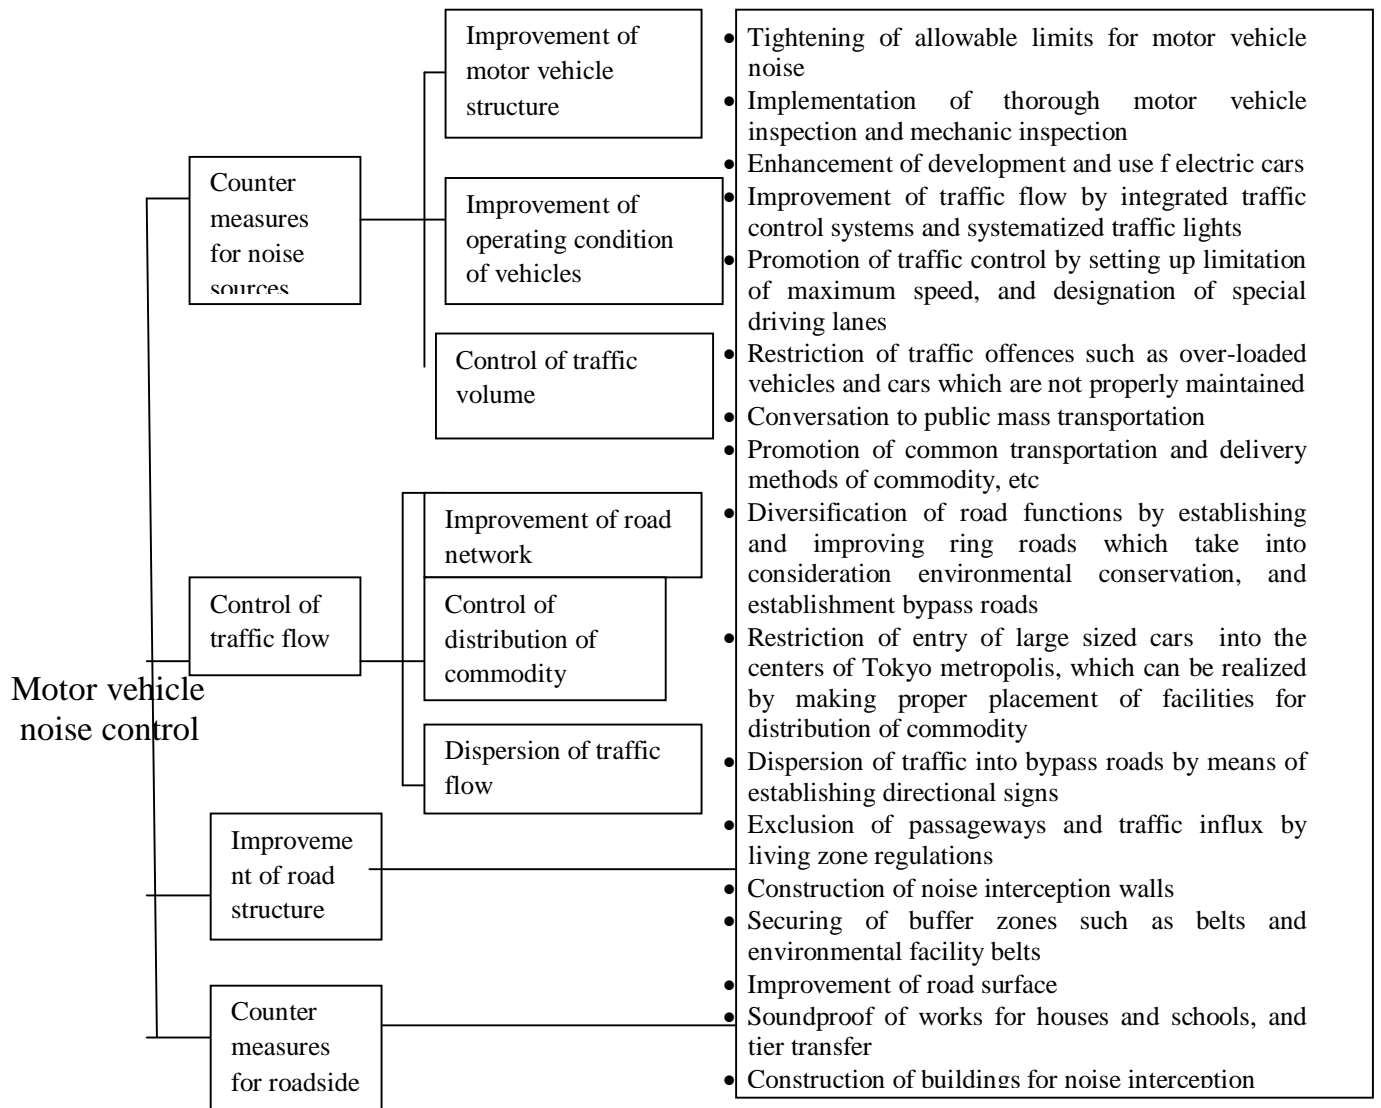 Improvement of
motor vehicle
structure
Counter
measures
for noise
sources
Improvement of
operating condition
of vehicles
Control of traffic
volume
Improvement of road
network
Control of
traffic flow
Control of
distribution of
commodity
Motor vehicle
noise control
Dispersion of traffic
flow
Improveme
nt of road
structure
Counter
measures
for roadside
• Tightening of allowable limits for motor vehicle
noise
• Implementation of thorough motor vehicle
inspection and mechanic inspection
• Enhancement of development and use f electric cars
• Improvement of traffic flow by integrated traffic
control systems and systematized traffic lights
• Promotion of traffic control by setting up limitation
of maximum speed, and designation of special
driving lanes
• Restriction of traffic offences such as over-loaded
vehicles and cars which are not properly maintained
• Conversation to public mass transportation
• Promotion of common transportation and delivery
methods of commodity, etc
• Diversification of road functions by establishing
and improving ring roads which take into
consideration environmental conservation, and
establishment bypass roads
• Restriction of entry of large sized cars into the
centers of Tokyo metropolis, which can be realized
by making proper placement of facilities for
distribution of commodity
• Dispersion of traffic into bypass roads by means of
establishing directional signs
• Exclusion of passageways and traffic influx by
living zone regulations
• Construction of noise interception walls
• Securing of buffer zones such as belts and
environmental facility belts
• Improvement of road surface
• Soundproof of works for houses and schools, and
tier transfer
• Construction of buildings for noise interception